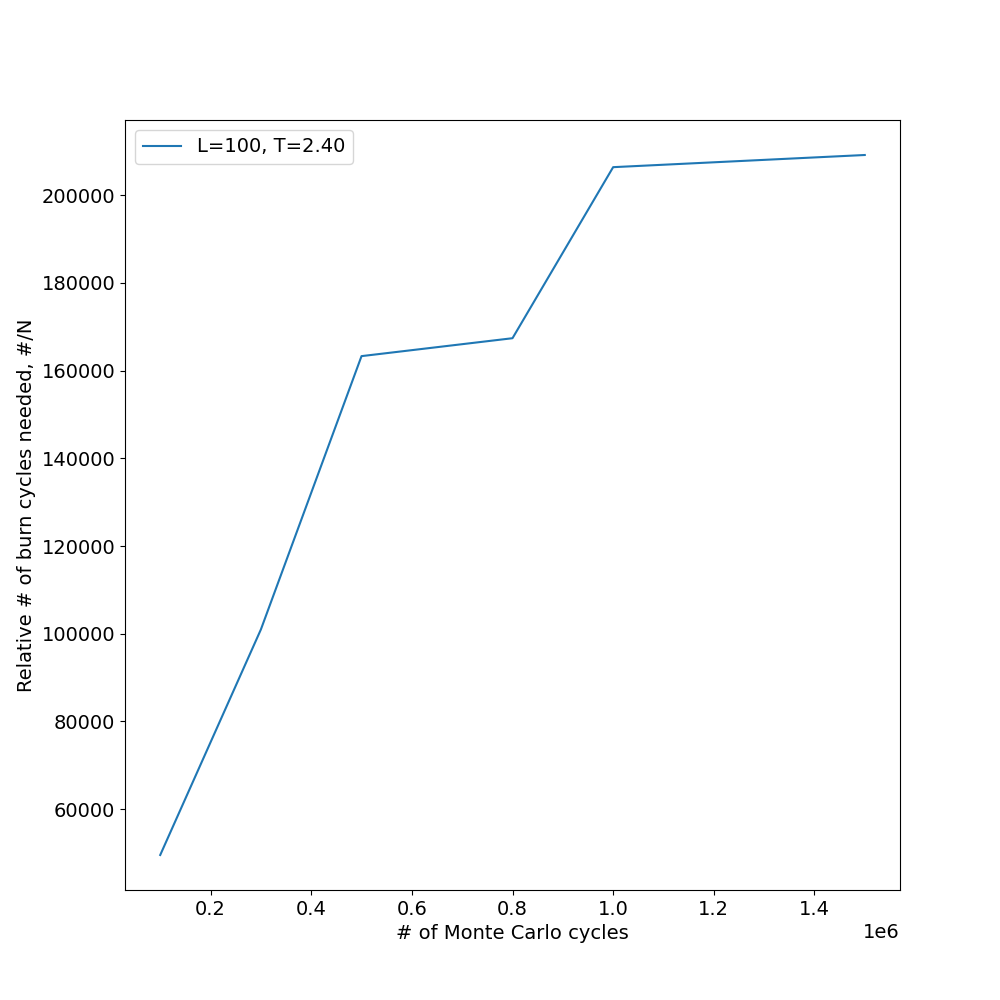 L=100, T=2.40
Relative # of burn cycles needed, #/N
200000
180000
160000
140000
120000
100000
80000
60000
0.2 0.4 0.6 0.8 1.0 1.2 1.4
# of Monte Carlo cycles
1e6